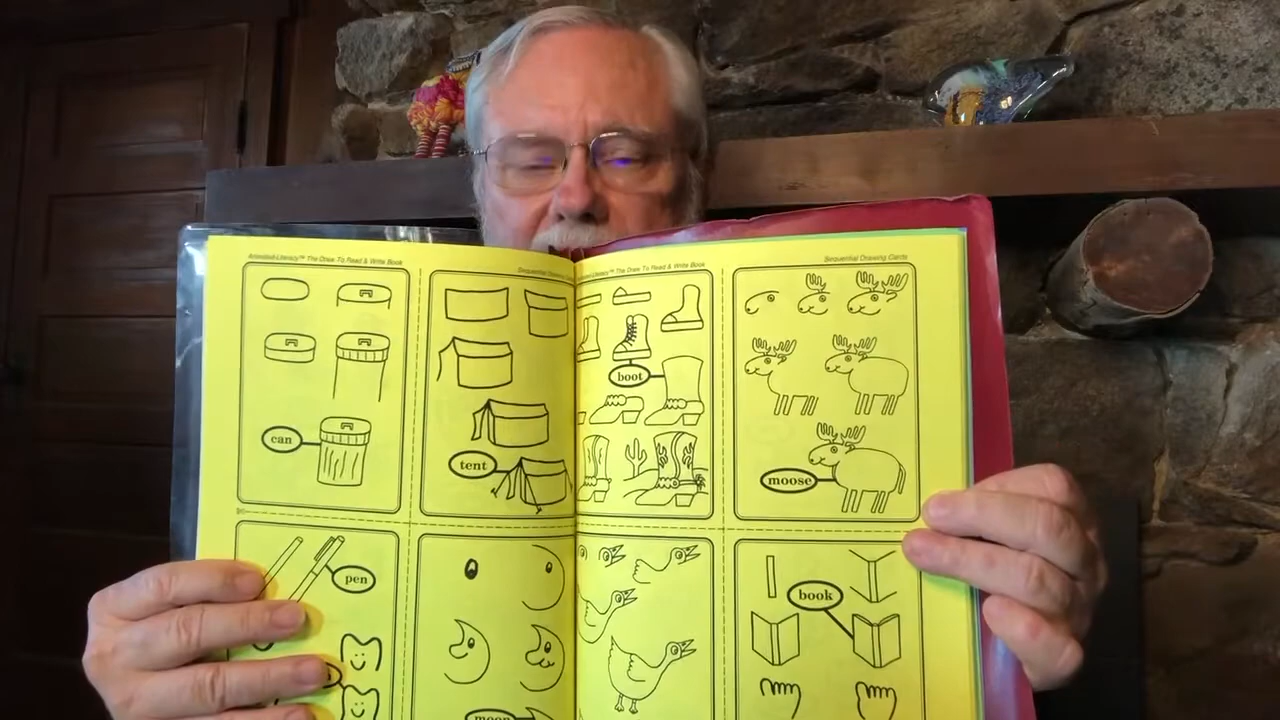 Animated-Literacy™ The Draw To Read & Write Book
Sequential Drawing
Animated-Literacy™ The Draw To Read & Write Book
Sequential Drawing Cards
can
tent
boot
moose
pen
moon
book